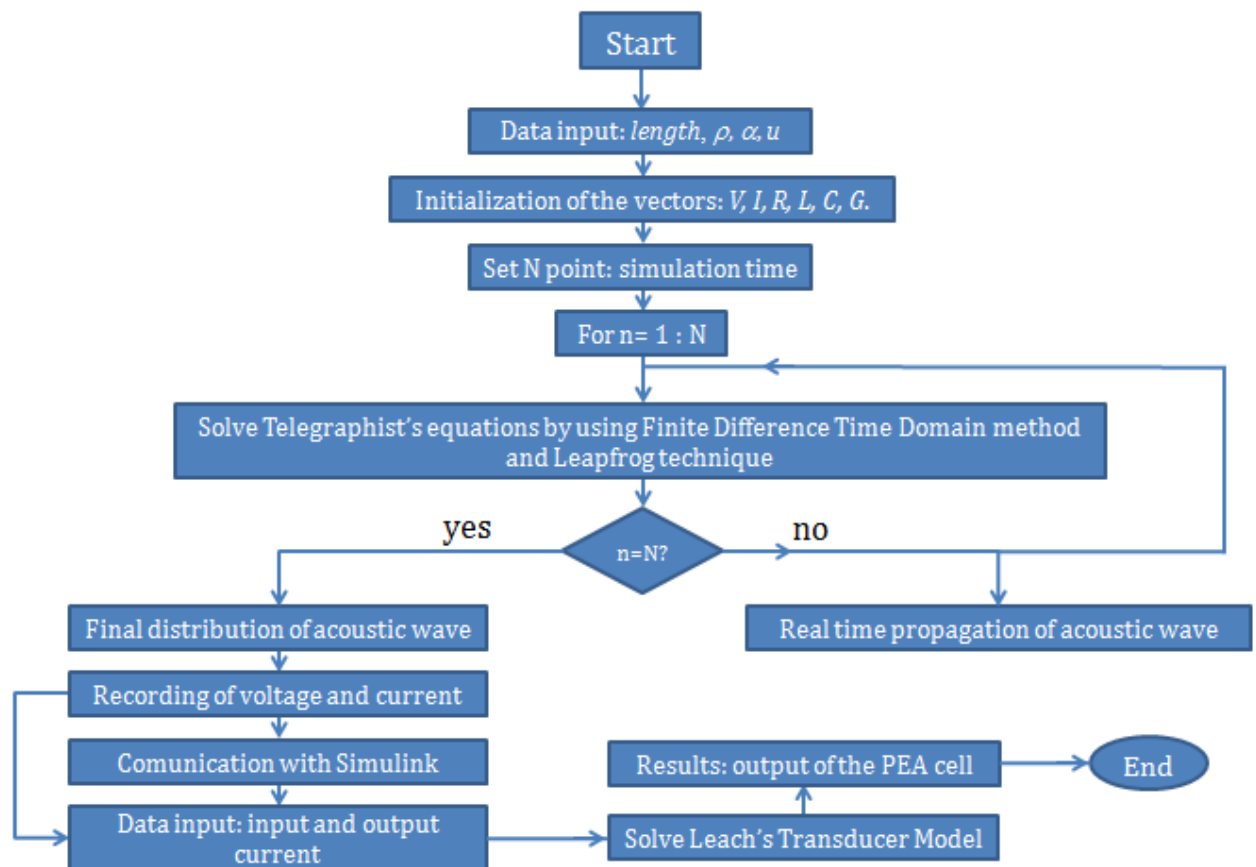 Start
Data input: length, ρ, α, u
Initialization of the vectors: V, I, R, L, C, G.
Set N point: simulation time
For n= 1 : N
Solve Telegraphist's equations by using Finite Difference Time Domain method
and Leapfrog technique
yes
n=N?
no
Final distribution of acoustic wave
Real time propagation of acoustic wave
Recording of voltage and current
Comunication with Simulink
Results: output of the PEA cell
End
Data input: input and output
current
Solve Leach's Transducer Model